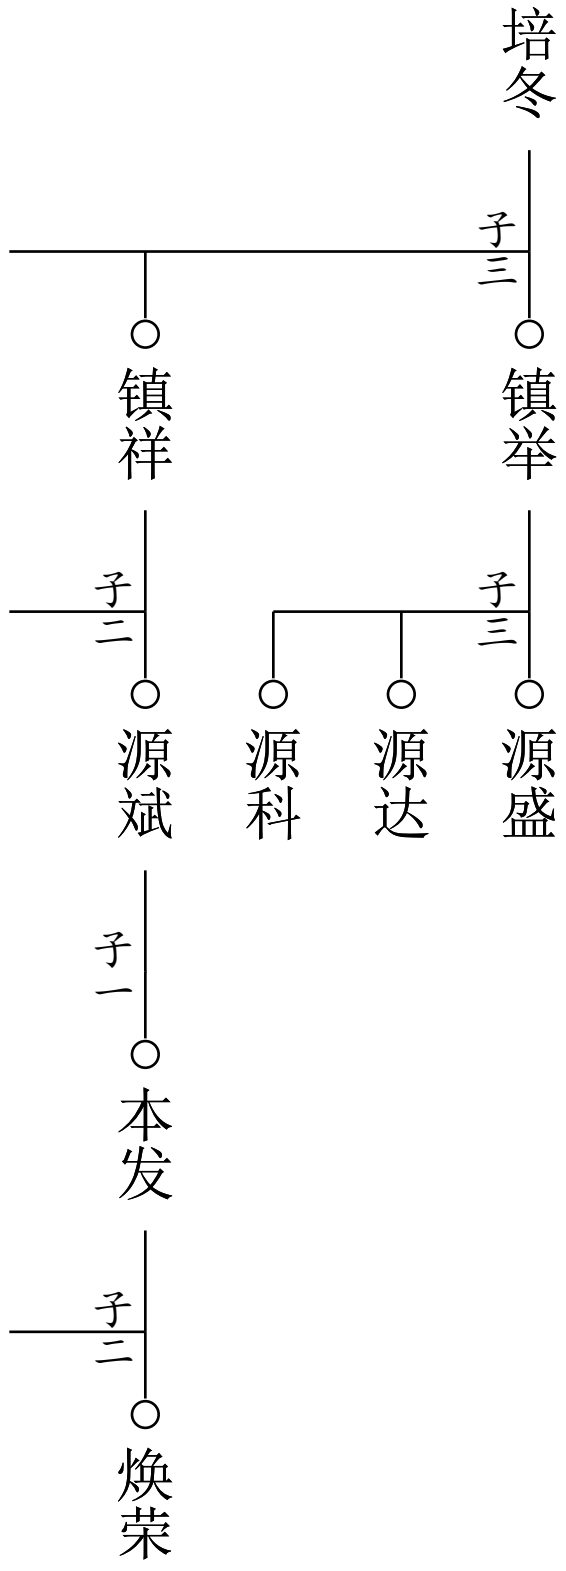 培冬
子三
镇举
镇祥
子三
源盛
源达
源科
子二
源斌
子一
本发
子二
焕荣